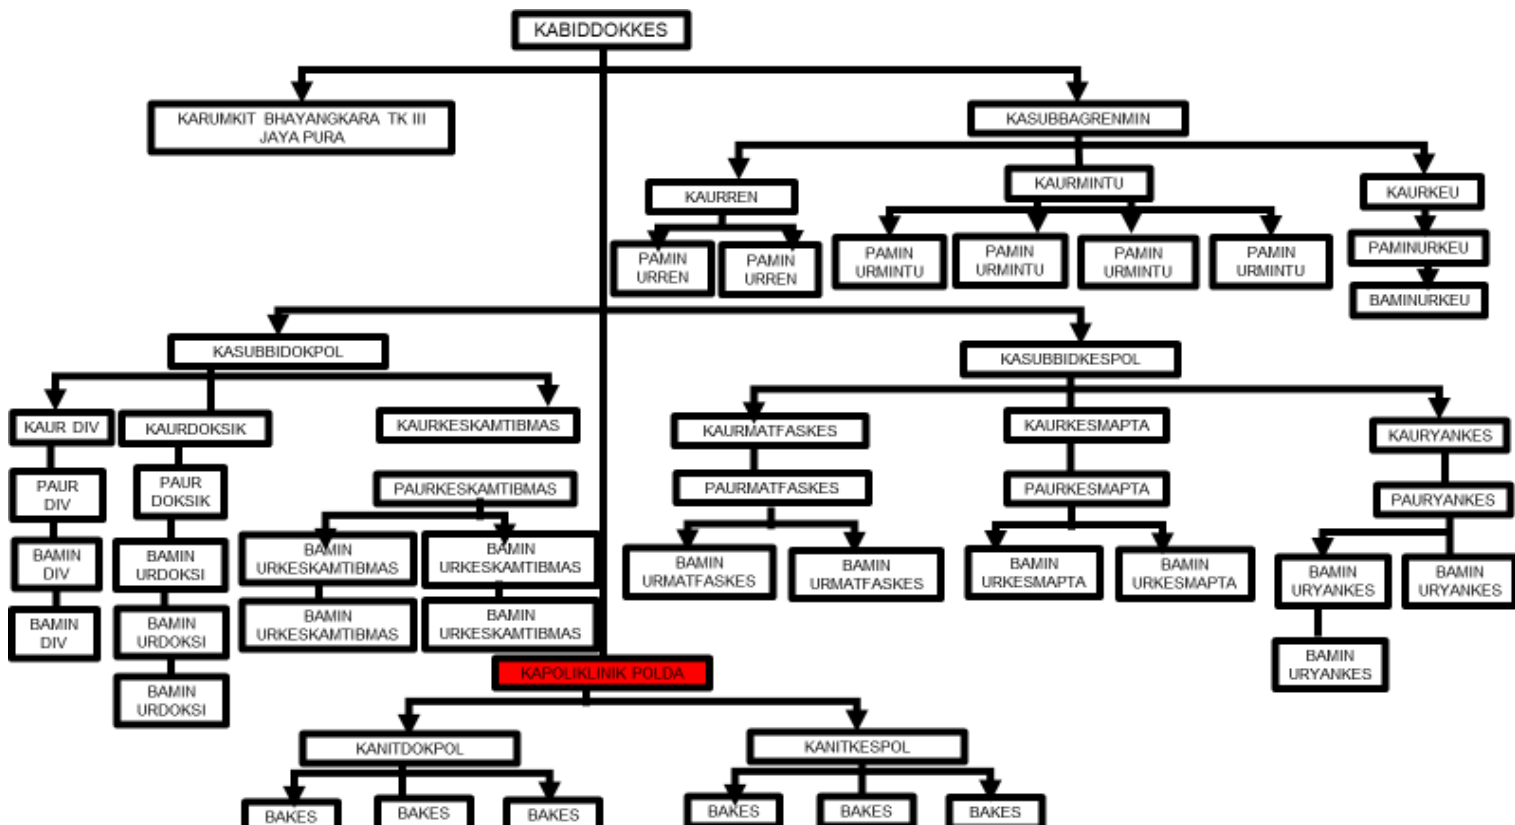 KABIDDOKKES
KARUMKIT BHAYANGKARA TK III
JAYA PURA
KASUBBAGRENMIN
KAURREN
KAURMINTU
KAURKEU
PAMIN
URREN
PAMIN
URREN
PAMIN
URMINTU
PAMIN
URMINTU
PAMIN
URMINTU
PAMIN
URMINTU
PAMINURKEU
BAMINURKEU
KASUBBIDOKPOL
KASUBBIDKESPOL
KAUR DIV
KAURDOKSIK
KAURKESKAMTIBMAS
KAURMATFASKES
KAURKESMAPTA
KAURYANKES
PAUR
DIV
PAUR
DOKSIK
PAURKESKAMTIBMAS
PAURMATFASKES
PAURKESMAPTA
PAURYANKES
BAMIN
DIV
BAMIN
URDOKSI
BAMIN
URKESKAMTIBMAS
BAMIN
URKESKAMTIBMAS
BAMIN
URMATFASKES
BAMIN
URMATFASKES
BAMIN
URKESMAPTA
BAMIN
URKESMAPTA
BAMIN
URYANKES
BAMIN
URYANKES
BAMIN
DIV
BAMIN
URDOKSI
BAMIN
URKESKAMTIBMAS
BAMIN
URKESKAMTIBMAS
BAMIN
URYANKES
BAMIN
URDOKSI
KAPOLIKLINIK POLDA
KANITDOKPOL
KANITKESPOL
BAKES
BAKES
BAKES
BAKES
BAKES
BAKES